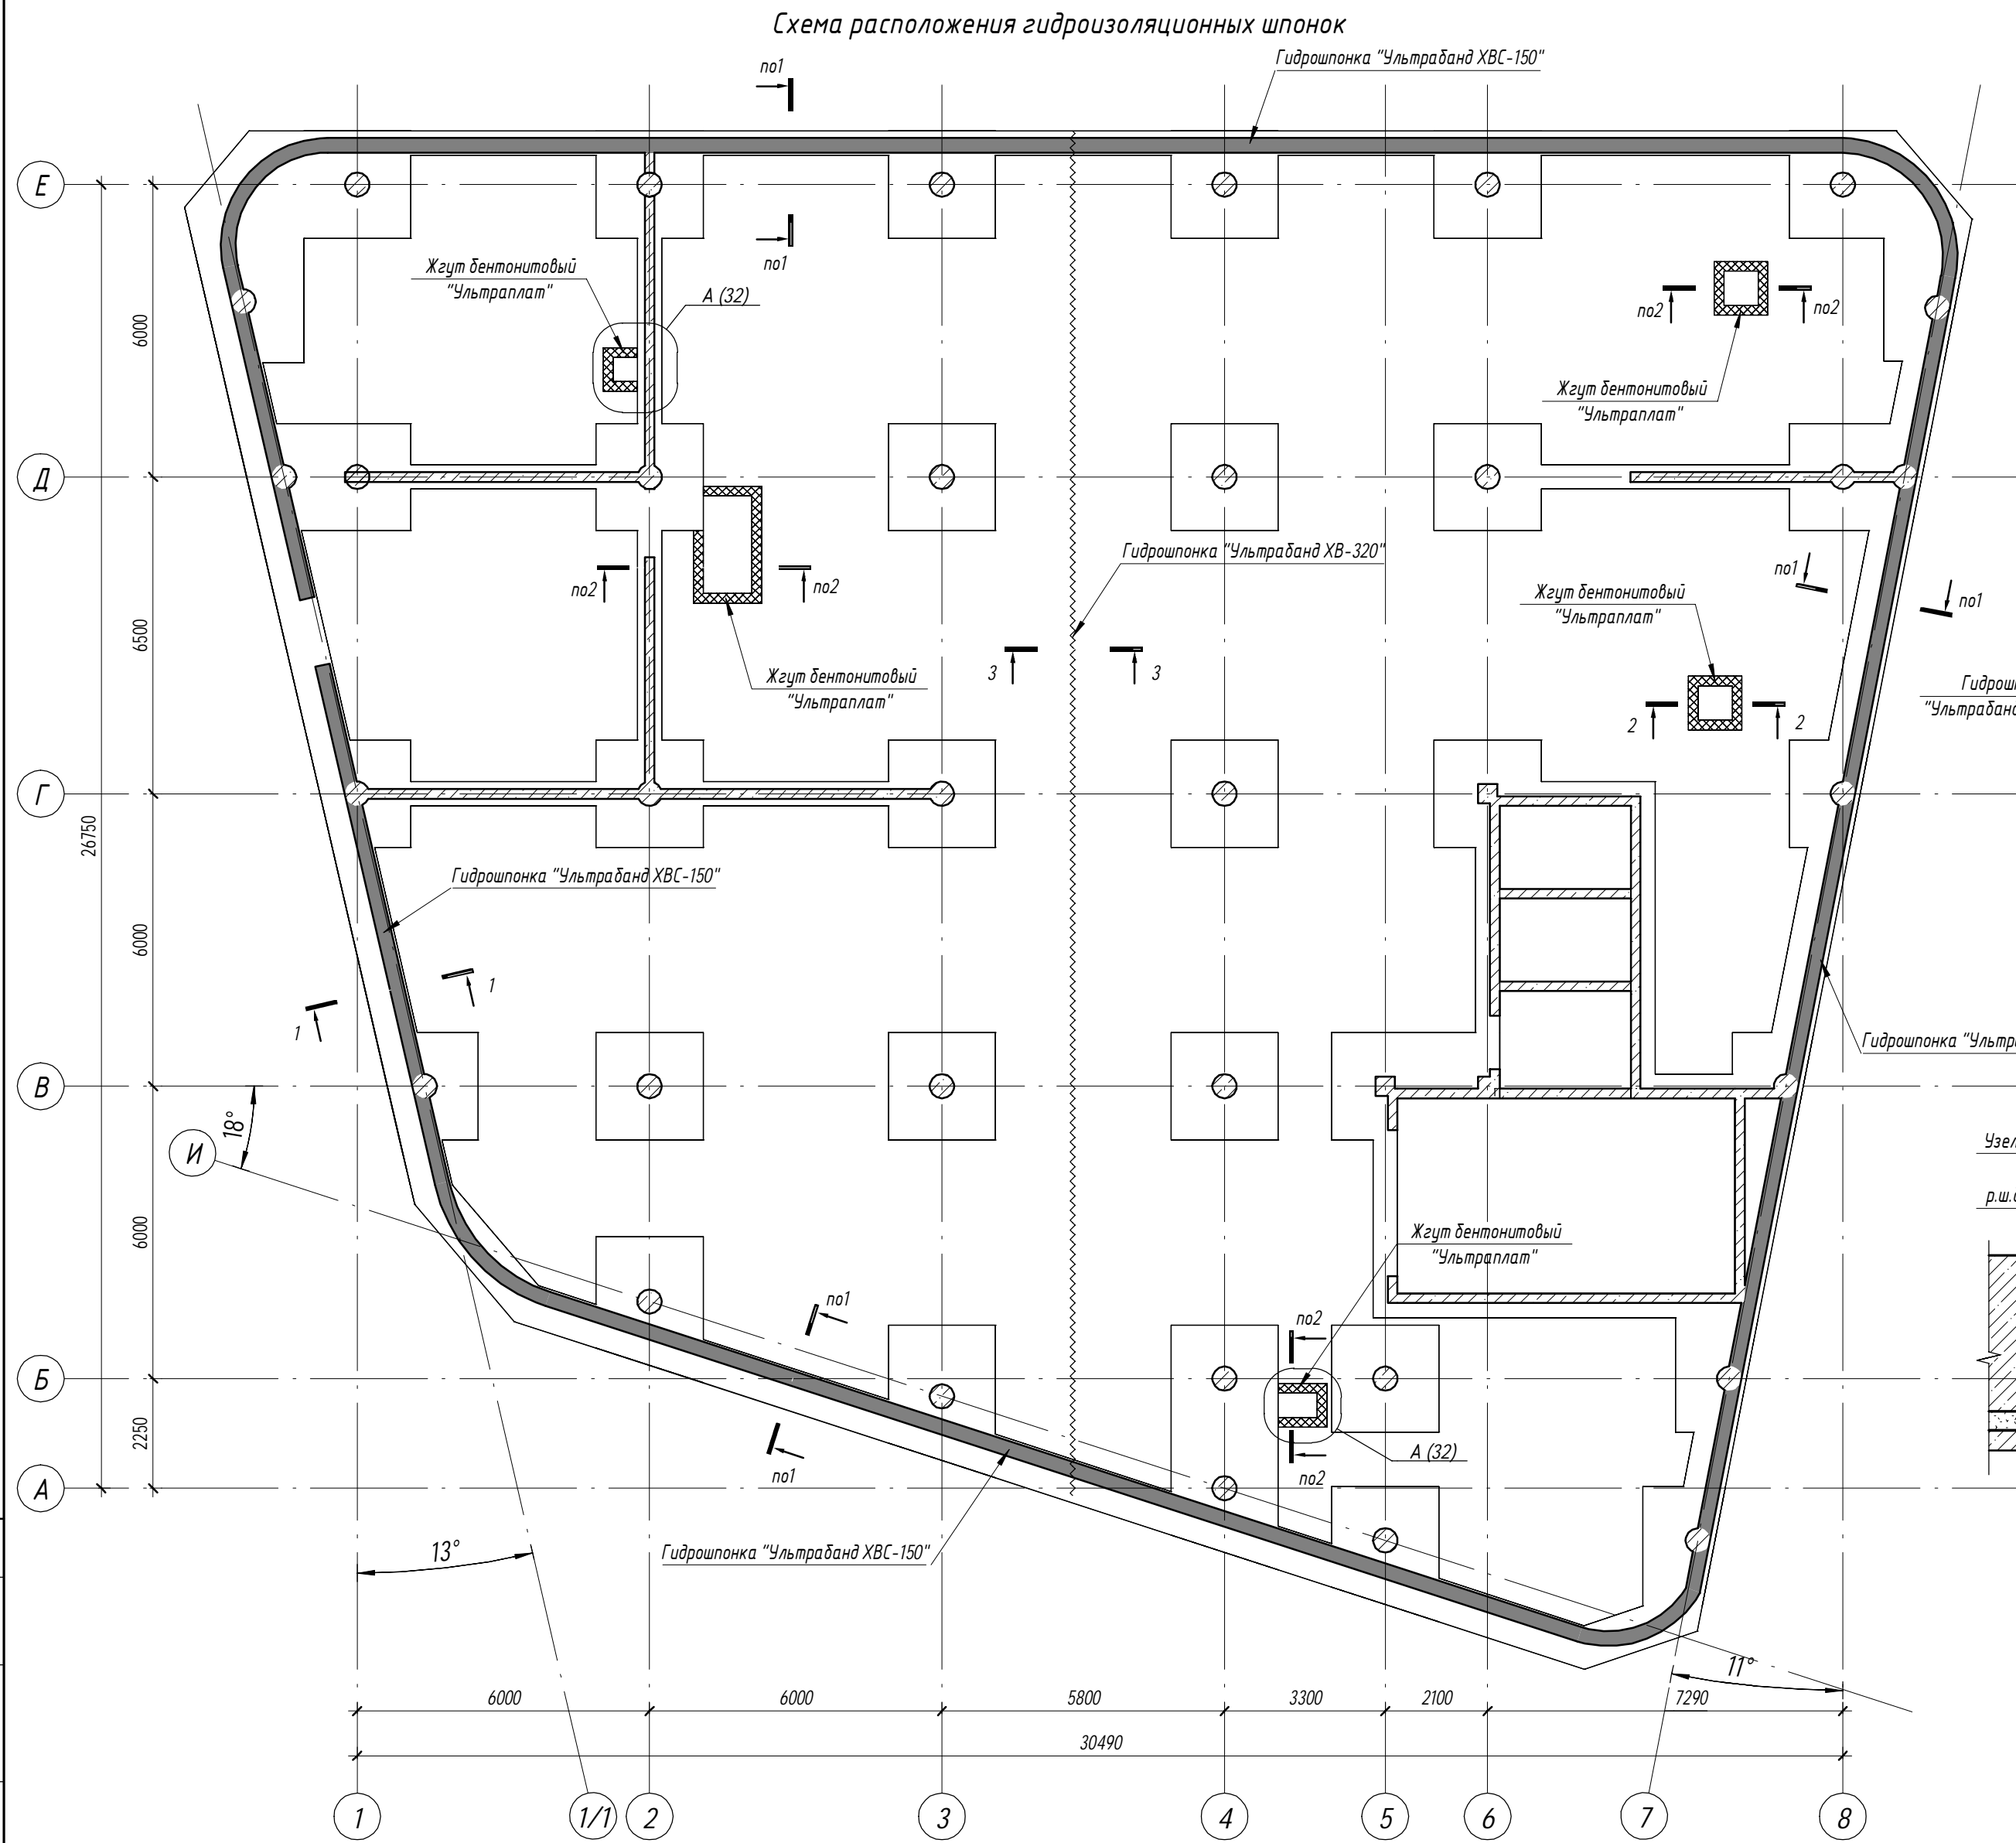 Схема расположения гидроизоляционных шпонок
Гидрошпонка "Ультрабанд ХВС-150"
по1
по1
Е
Жгут бентонитовый
"Ультраплат"
А (32)
по2
по2
Жгут бентонитовый
"Ультраплат"
6000
Д
Гидрошпонка "Ультрабанд ХВ-320"
по2
по2
Жгут бентонитовый
"Ультраплат"
по1
по1
6500
3
3
Жгут бентонитовый
"Ультраплат"
2
2
Г
26750
Гидрошпонка "Ультрабанд ХВС-150"
6000
1
1
В
18°
И
6000
Жгут бентонитовый
"Ультраплат"
по1
по2
Б
2250
по1
А (32)
по2
А
13°
Гидрошпонка "Ультрабанд ХВС-150"
11°
6000
6000
5800
3300
2100
7290
30490
1
1/1
2
3
4
5
6
7
8